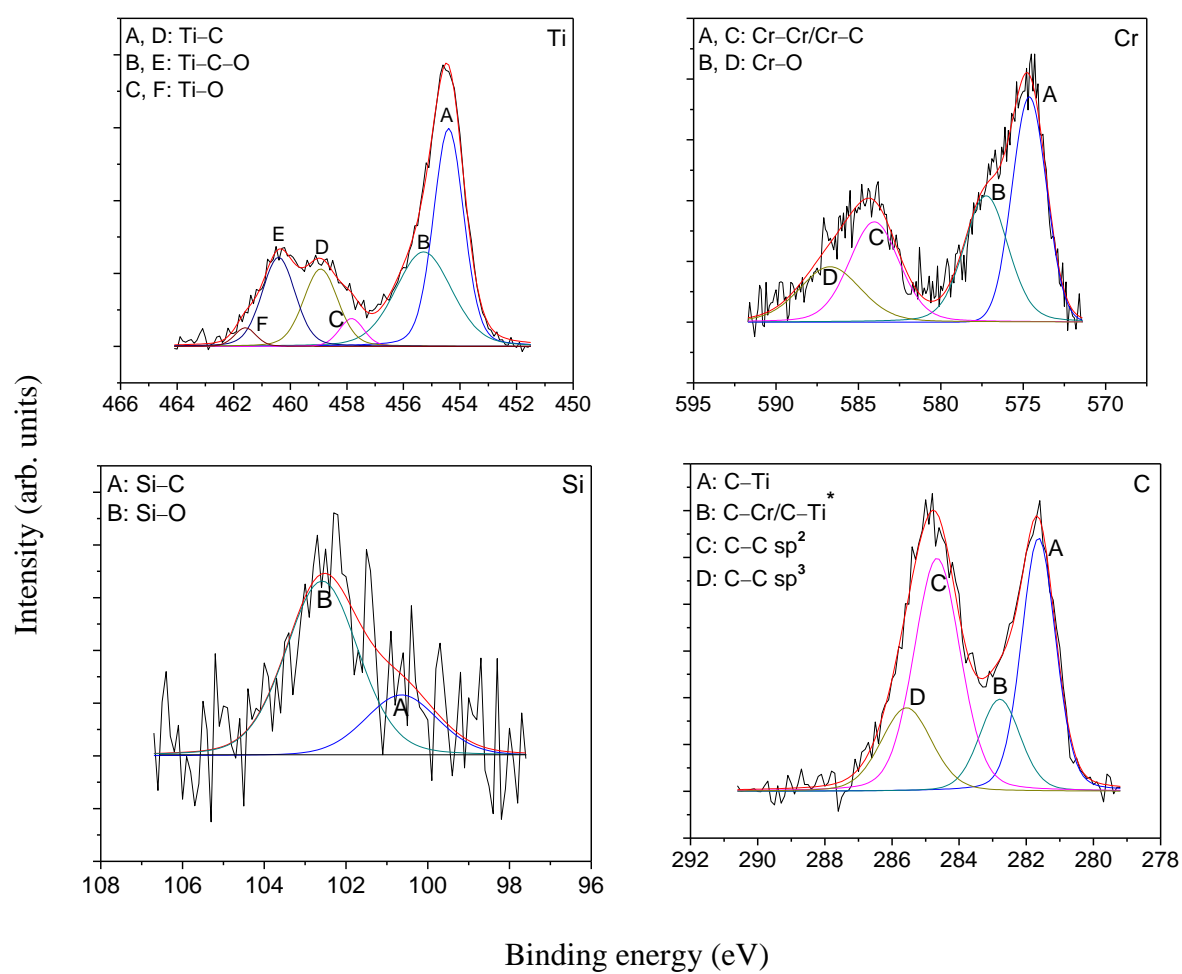 A, D: Ti–C
B, E: Ti–C–O
C, F: Ti–O
Ti
A
B
C
D
E
F
466 464 462 460 458 456 454 452 450
A, C: Cr–Cr/Cr–C
B, D: Cr–O
Cr
A
B
C
D
595 590 585 580 575 570
A: Si–C
B: Si–O
Si
B
A
108 106 104 102 100 98 96
A: C–Ti
B: C–Cr/C–Ti*
C: C–C sp²
D: C–C sp³
C
A
C
B
D
292 290 288 286 284 282 280 278
Intensity (arb. units)
Binding energy (eV)